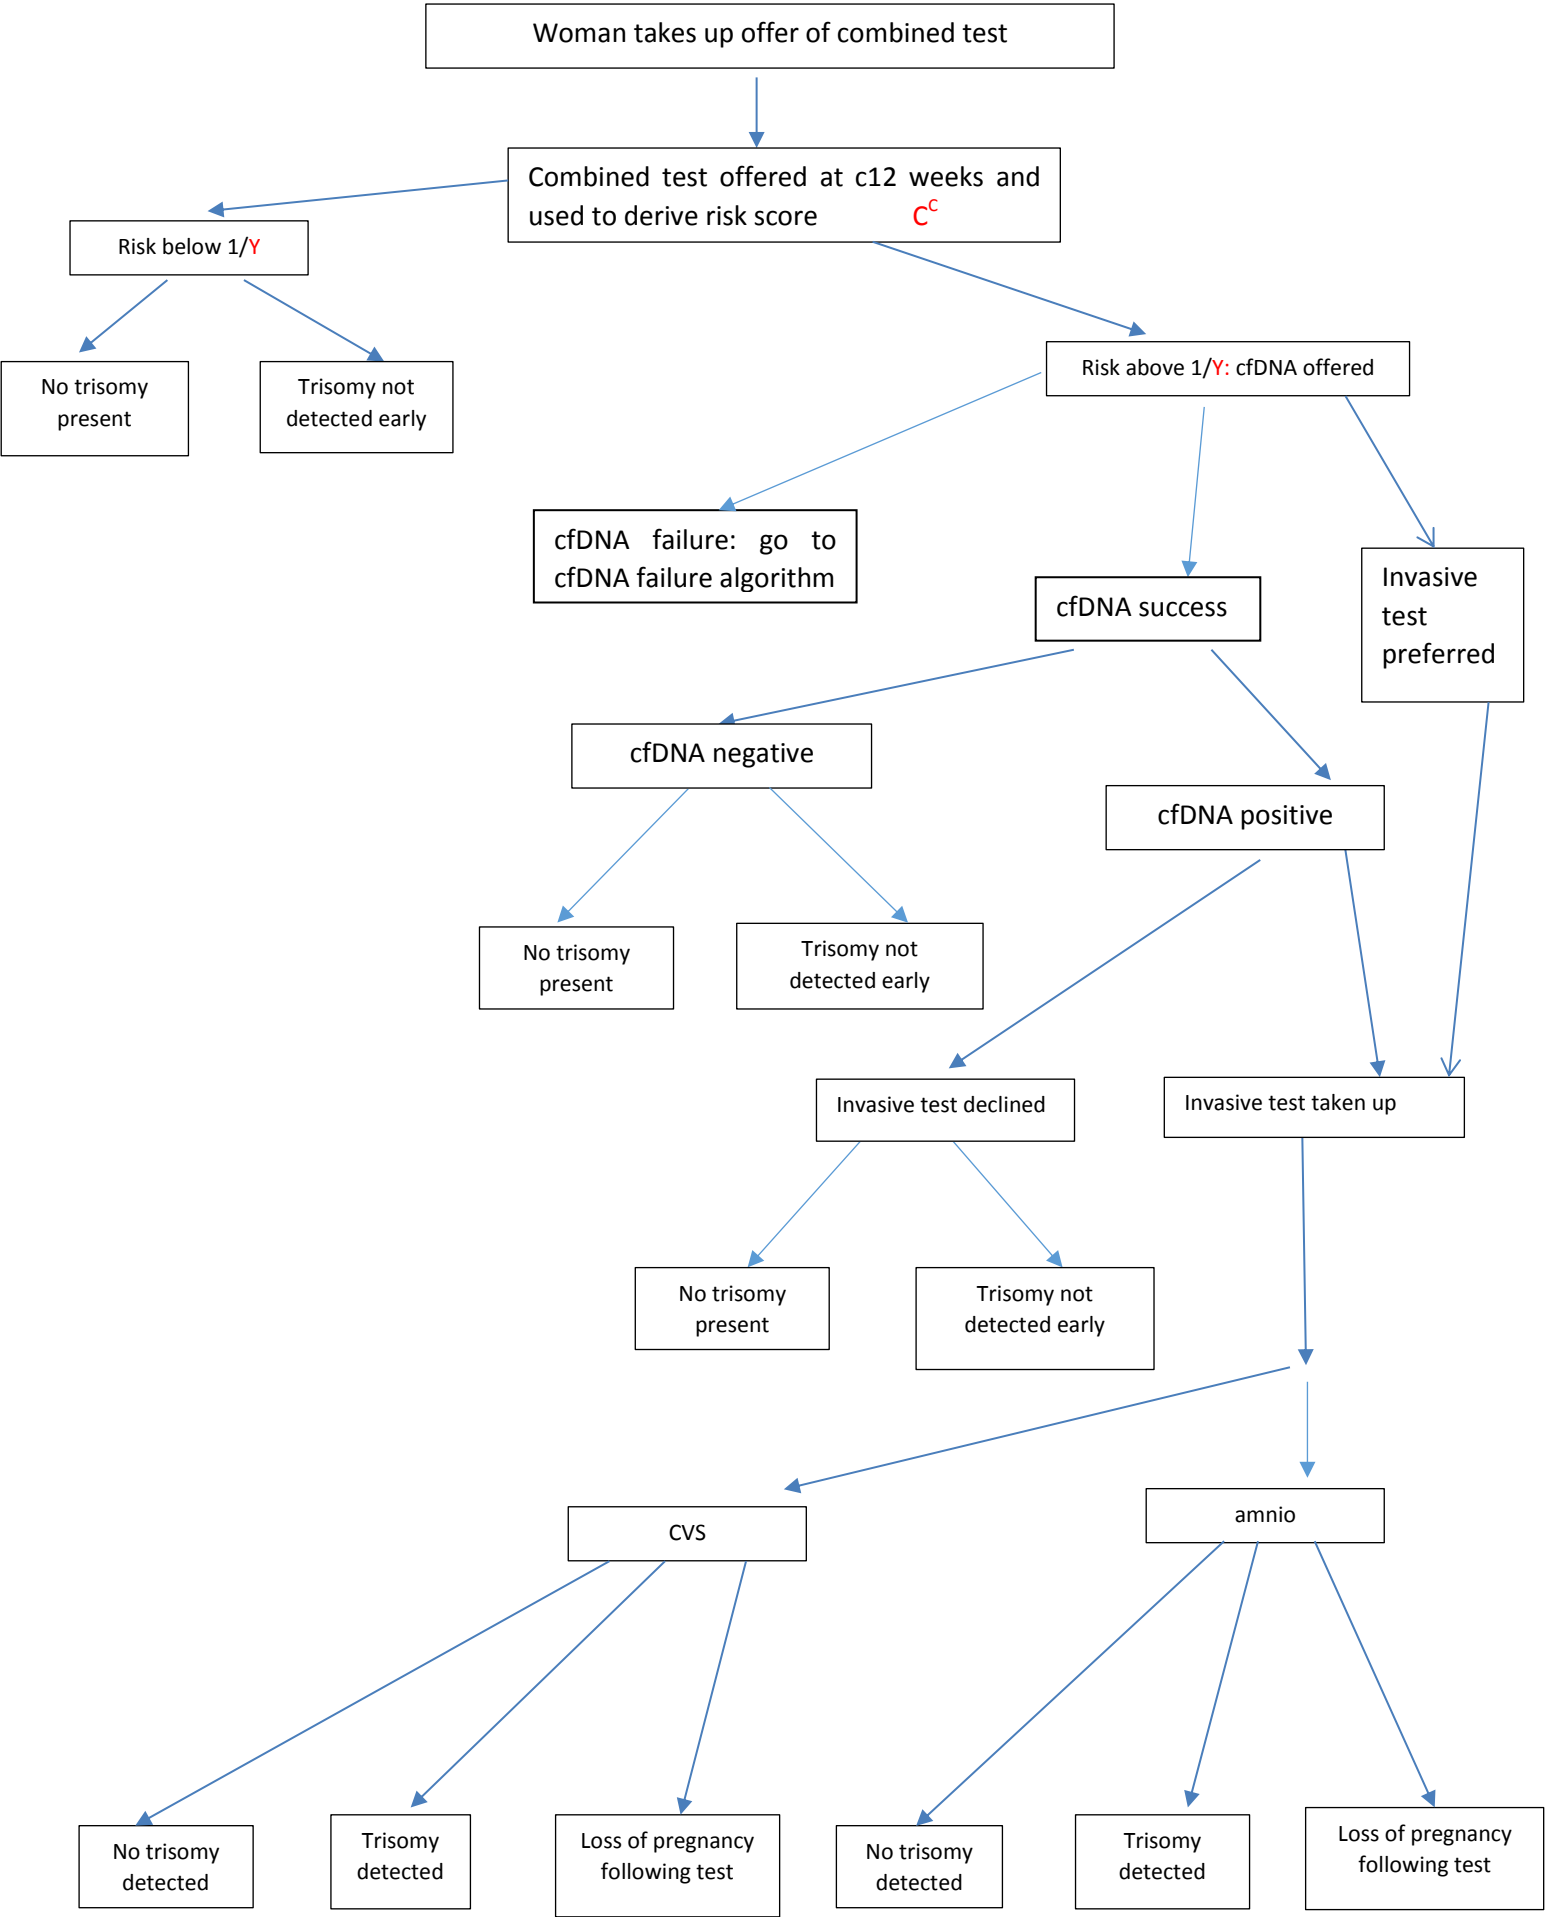 Woman takes up offer of combined test
Combined test offered at c12 weeks and
used to derive risk score C^C
Risk below 1/Y
No trisomy
present
Trisomy not
detected early
Risk above 1/Y: cfDNA offered
cfDNA failure: go to
cfDNA failure algorithm
cfDNA success
Invasive
test
preferred
cfDNA negative
cfDNA positive
No trisomy
present
Trisomy not
detected early
Invasive test declined
Invasive test taken up
No trisomy
present
Trisomy not
detected early
CVS
amnio
No trisomy
detected
Trisomy
detected
Loss of pregnancy
following test
No trisomy
detected
Trisomy
detected
Loss of pregnancy
following test